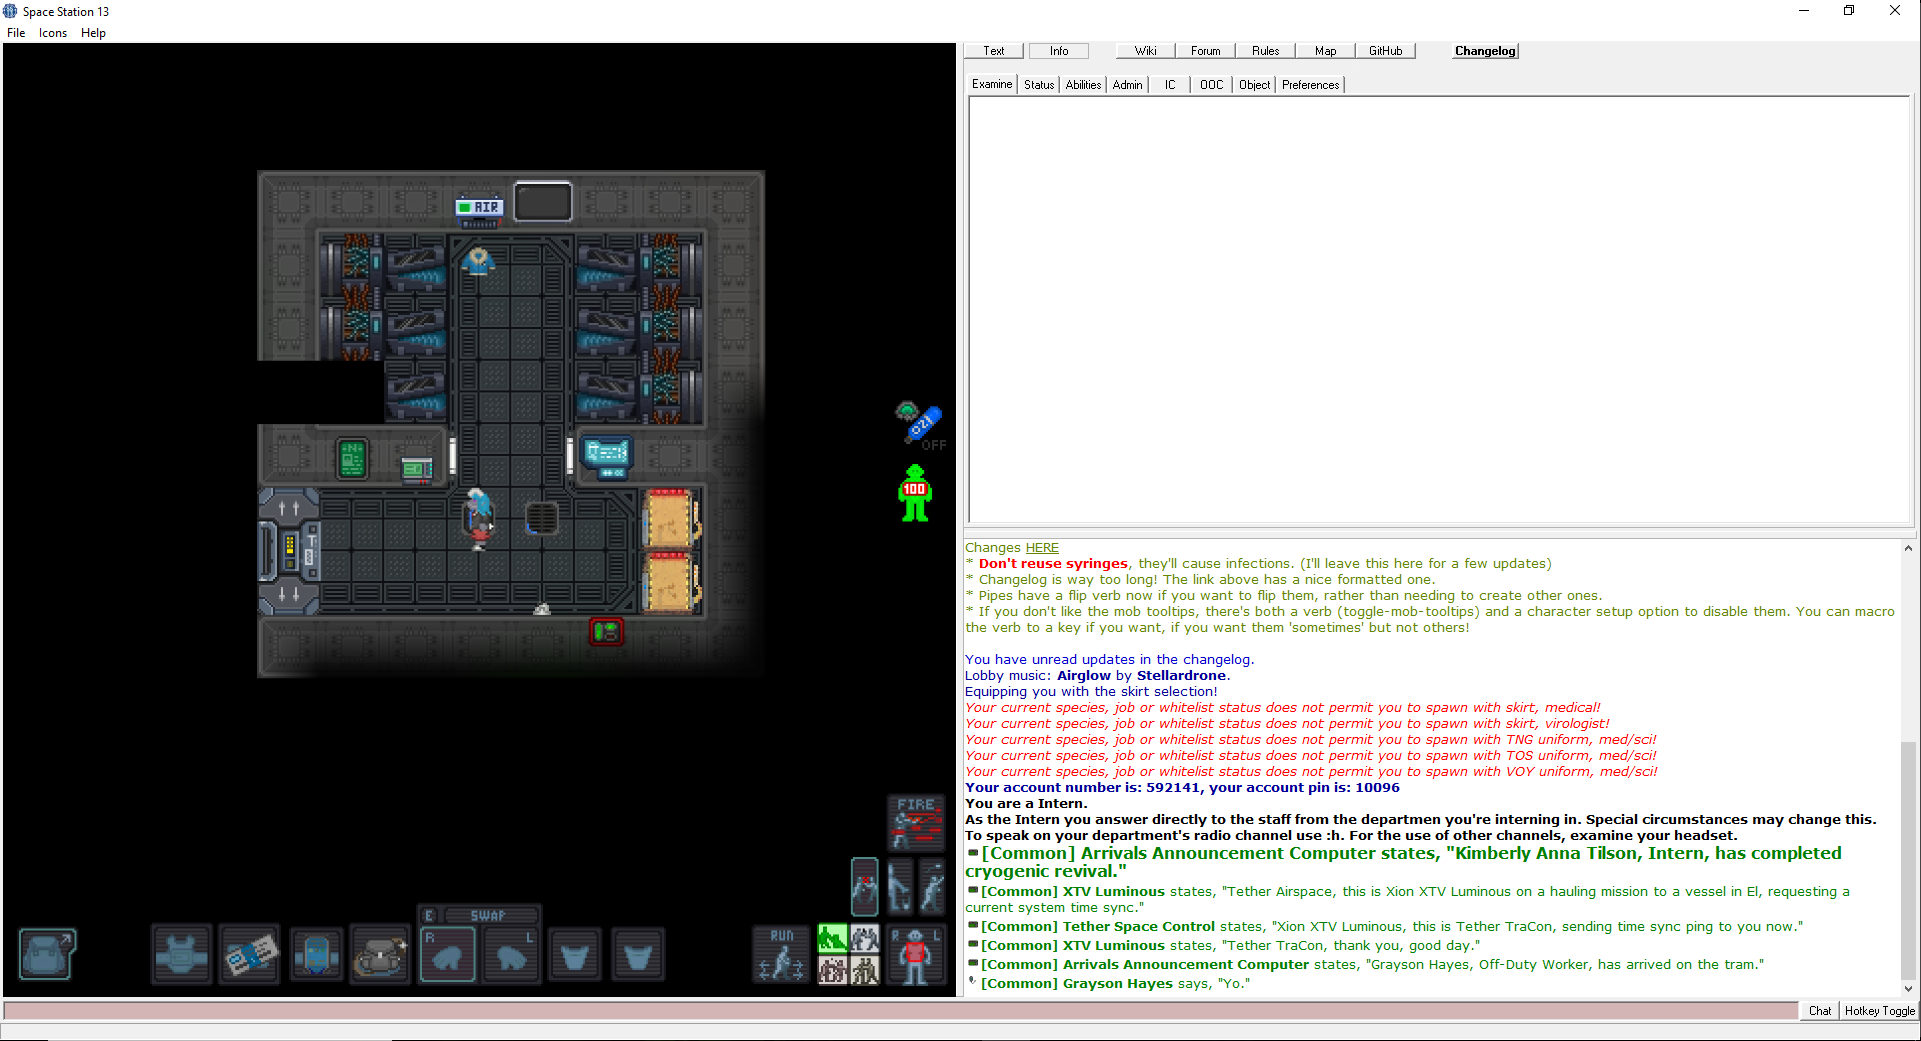 Space Station 13
File Icons Help
Text Info Wiki Forum Rules Map GitHub Changelog
Examine Status Abilities Admin IC OOC Object Preferences
AIR
OFF
100
Changes HERE
* Don't reuse syringes, they'll cause infections. (I'll leave this here for a few updates)
* Changelog is way too long! The link above has a nice formatted one.
* Pipes have a flip verb now if you want to flip them, rather than needing to create other ones.
* If you don't like the mob tooltips, there's both a verb (toggle-mob-tooltips) and a character setup option to disable them. You can macro
the verb to a key if you want, if you want them 'sometimes' but not others!
You have unread updates in the changelog.
Lobby music: Airglow by Stellardrone.
Equipping you with the skirt selection!
Your current species, job or whitelist status does not permit you to spawn with skirt, medical!
Your current species, job or whitelist status does not permit you to spawn with skirt, virologist!
Your current species, job or whitelist status does not permit you to spawn with TNG uniform, med/sci!
Your current species, job or whitelist status does not permit you to spawn with TOS uniform, med/sci!
Your current species, job or whitelist status does not permit you to spawn with VOY uniform, med/sci!
Your account number is: 592141, your account pin is: 10096
You are a Intern.
As the Intern you answer directly to the staff from the departmen you're interning in. Special circumstances may change this.
To speak on your department's radio channel use :h. For the use of other channels, examine your headset.
[Common] Arrivals Announcement Computer states, "Kimberly Anna Tilson, Intern, has completed
cryogenic revival."
[Common] XTV Luminous states, "Tether Airspace, this is Xion XTV Luminous on a hauling mission to a vessel in El, requesting a
current system time sync."
[Common] Tether Space Control states, "Xion XTV Luminous, this is Tether TraCon, sending time sync ping to you now."
[Common] XTV Luminous states, "Tether TraCon, thank you, good day."
[Common] Arrivals Announcement Computer states, "Grayson Hayes, Off-Duty Worker, has arrived on the tram."
[Common] Grayson Hayes says, "Yo."
FIRE
E SWAP
R L
RUN
R L
Chat Hotkey Toggle